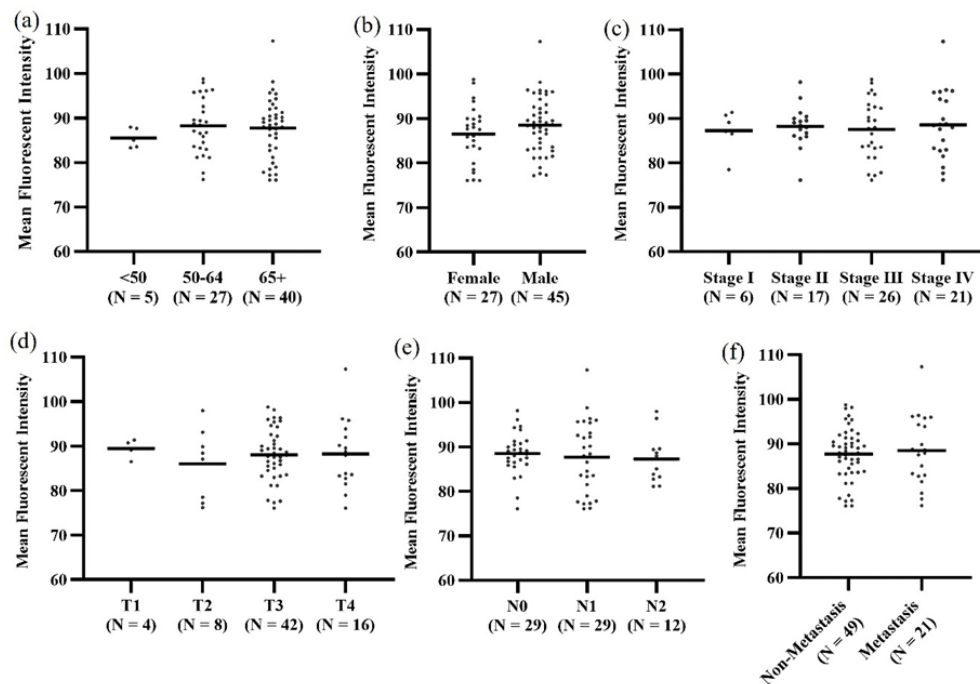 (a)
Mean Fluorescent Intensity
110
100
90
80
70
60
<50 50-64 65+
(N = 5) (N = 27) (N = 40)
(b)
Mean Fluorescent Intensity
110
100
90
80
70
60
Female Male
(N = 27) (N = 45)
(c)
Mean Fluorescent Intensity
110
100
90
80
70
60
Stage I Stage II Stage III Stage IV
(N = 6) (N = 17) (N = 26) (N = 21)
(d)
Mean Fluorescent Intensity
110
100
90
80
70
60
T1 T2 T3 T4
(N = 4) (N = 8) (N = 42) (N = 16)
(e)
Mean Fluorescent Intensity
110
100
90
80
70
60
N0 N1 N2
(N = 29) (N = 29) (N = 12)
(f)
Mean Fluorescent Intensity
110
100
90
80
70
60
Non-Metastasis
(N = 49)
Metastasis
(N = 21)